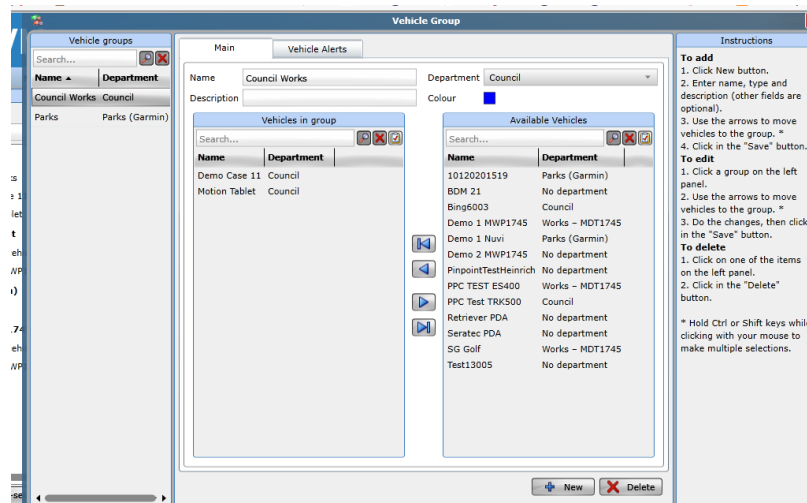 Vehicle Group
Vehicle groups
Search...
Name Department
Council Works Council
Parks Parks (Garmin)
Main
Vehicle Alerts
Name Council Works
Department Council
Description
Colour
Vehicles in group
Search...
Name Department
Demo Case 11 Council
Motion Tablet Council
Available Vehicles
Search...
Name Department
10120201519 Parks (Garmin)
BDM 21 No department
Bing6003 Council
Demo 1 MWP1745 Works – MDT1745
Demo 1 Nuvi Parks (Garmin)
Demo 2 MWP1745 No department
PinpointTestHeinrich No department
PPC TEST ES400 Works – MDT1745
PPC Test TRK500 Council
Retriever PDA No department
Seratec PDA No department
SG Golf Works – MDT1745
Test13005 No department
New
Delete
Instructions
To add
1. Click New button.
2. Enter name, type and
description (other fields are
optional).
3. Use the arrows to move
vehicles to the group. *
4. Click in the "Save" button.
To edit
1. Click a group on the left
panel.
2. Use the arrows to move
vehicles to the group. *
3. Do the changes, then click
in the "Save" button.
To delete
1. Click on one of the items
on the left panel.
2. Click in the "Delete"
button.
* Hold Ctrl or Shift keys while
clicking with your mouse to
make multiple selections.